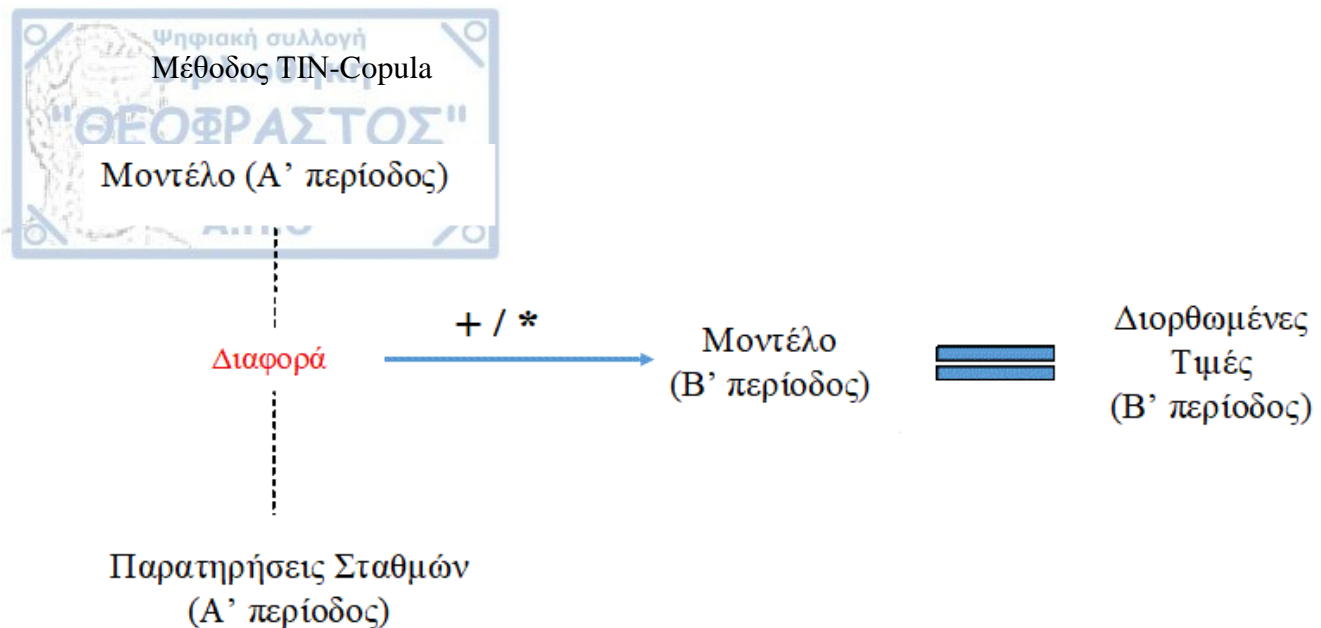 Ψηφιακή συλλογή
Μέθοδος TIN-Copula
"ΘΕΟΦΡΑΣΤΟΣ"
Μοντέλο (Α’ περίοδος)
+ / *
Διαφορά
Μοντέλο
(Β’ περίοδος)
Διορθωμένες
Τιμές
(Β’ περίοδος)
Παρατηρήσεις Σταθμών
(Α’ περίοδος)